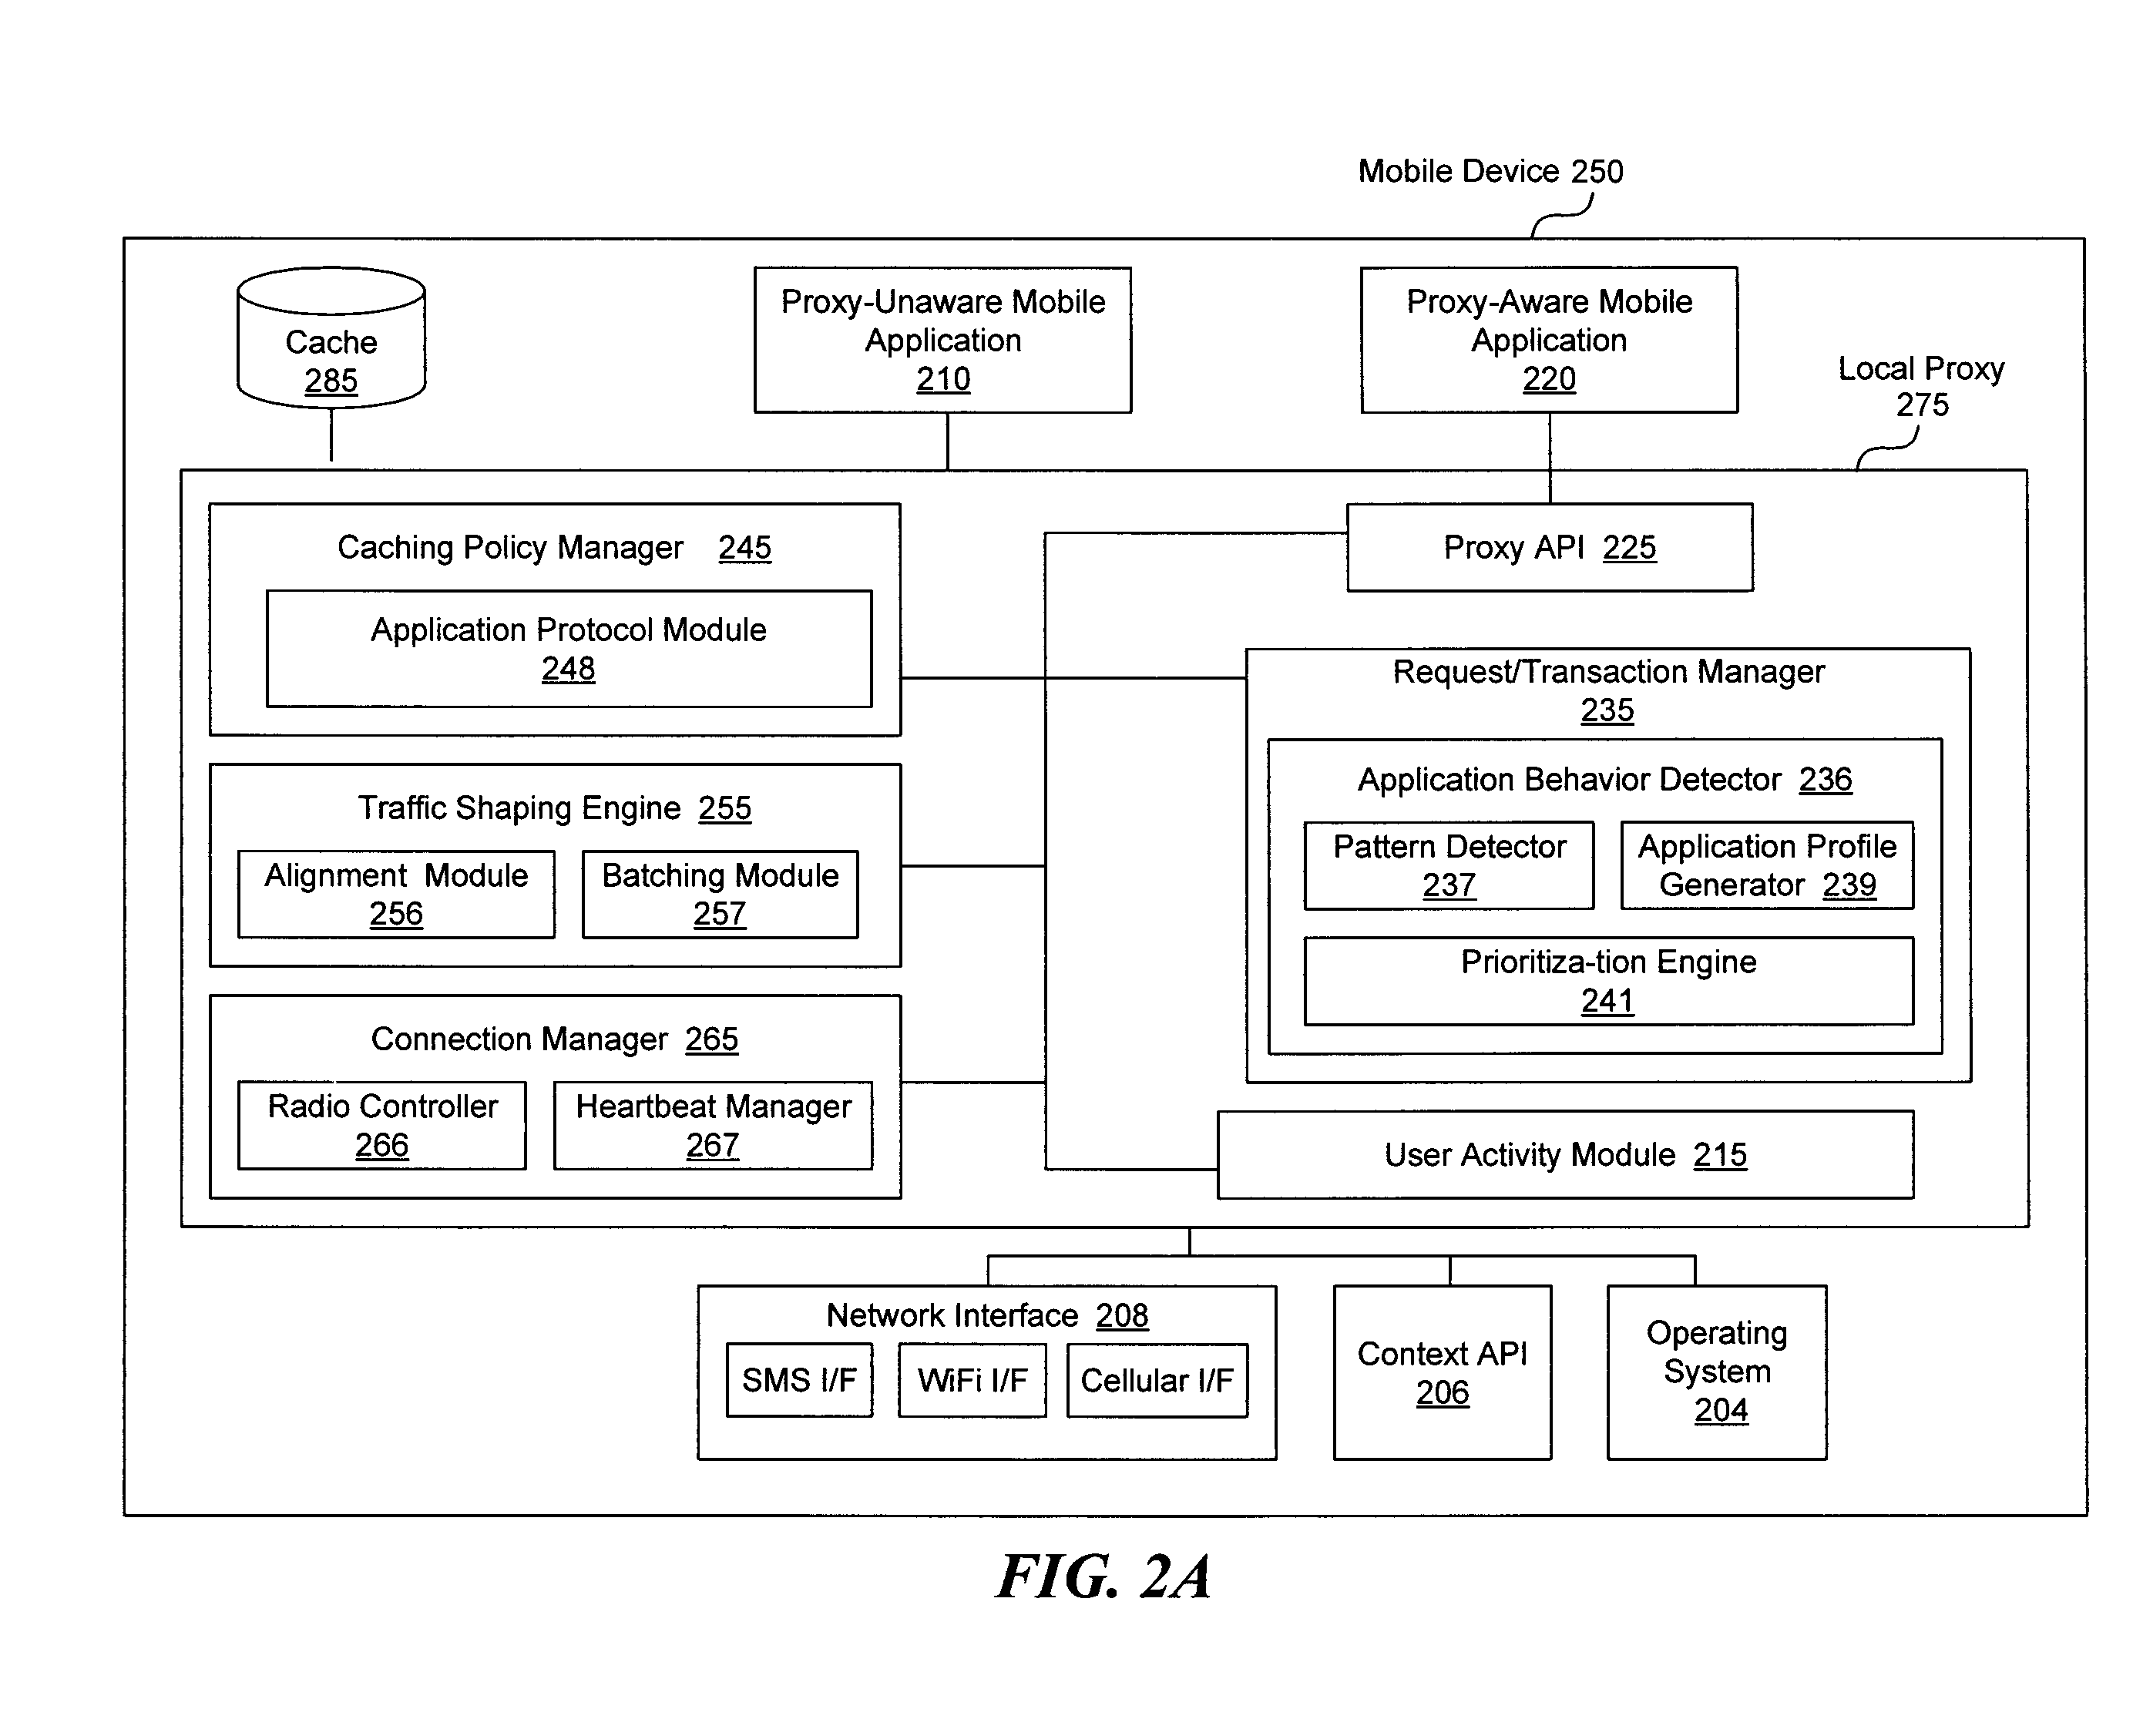 Mobile Device 250
Cache
285
Proxy-Unaware Mobile
Application
210
Proxy-Aware Mobile
Application
220
Local Proxy
275
Caching Policy Manager 245
Application Protocol Module
248
Proxy API 225
Request/Transaction Manager
235
Application Behavior Detector 236
Pattern Detector
237
Application Profile
Generator 239
Prioritiza-tion Engine
241
Traffic Shaping Engine 255
Alignment Module
256
Batching Module
257
Connection Manager 265
Radio Controller
266
Heartbeat Manager
267
User Activity Module 215
Network Interface 208
SMS I/F
WiFi I/F
Cellular I/F
Context API
206
Operating
System
204
FIG. 2A